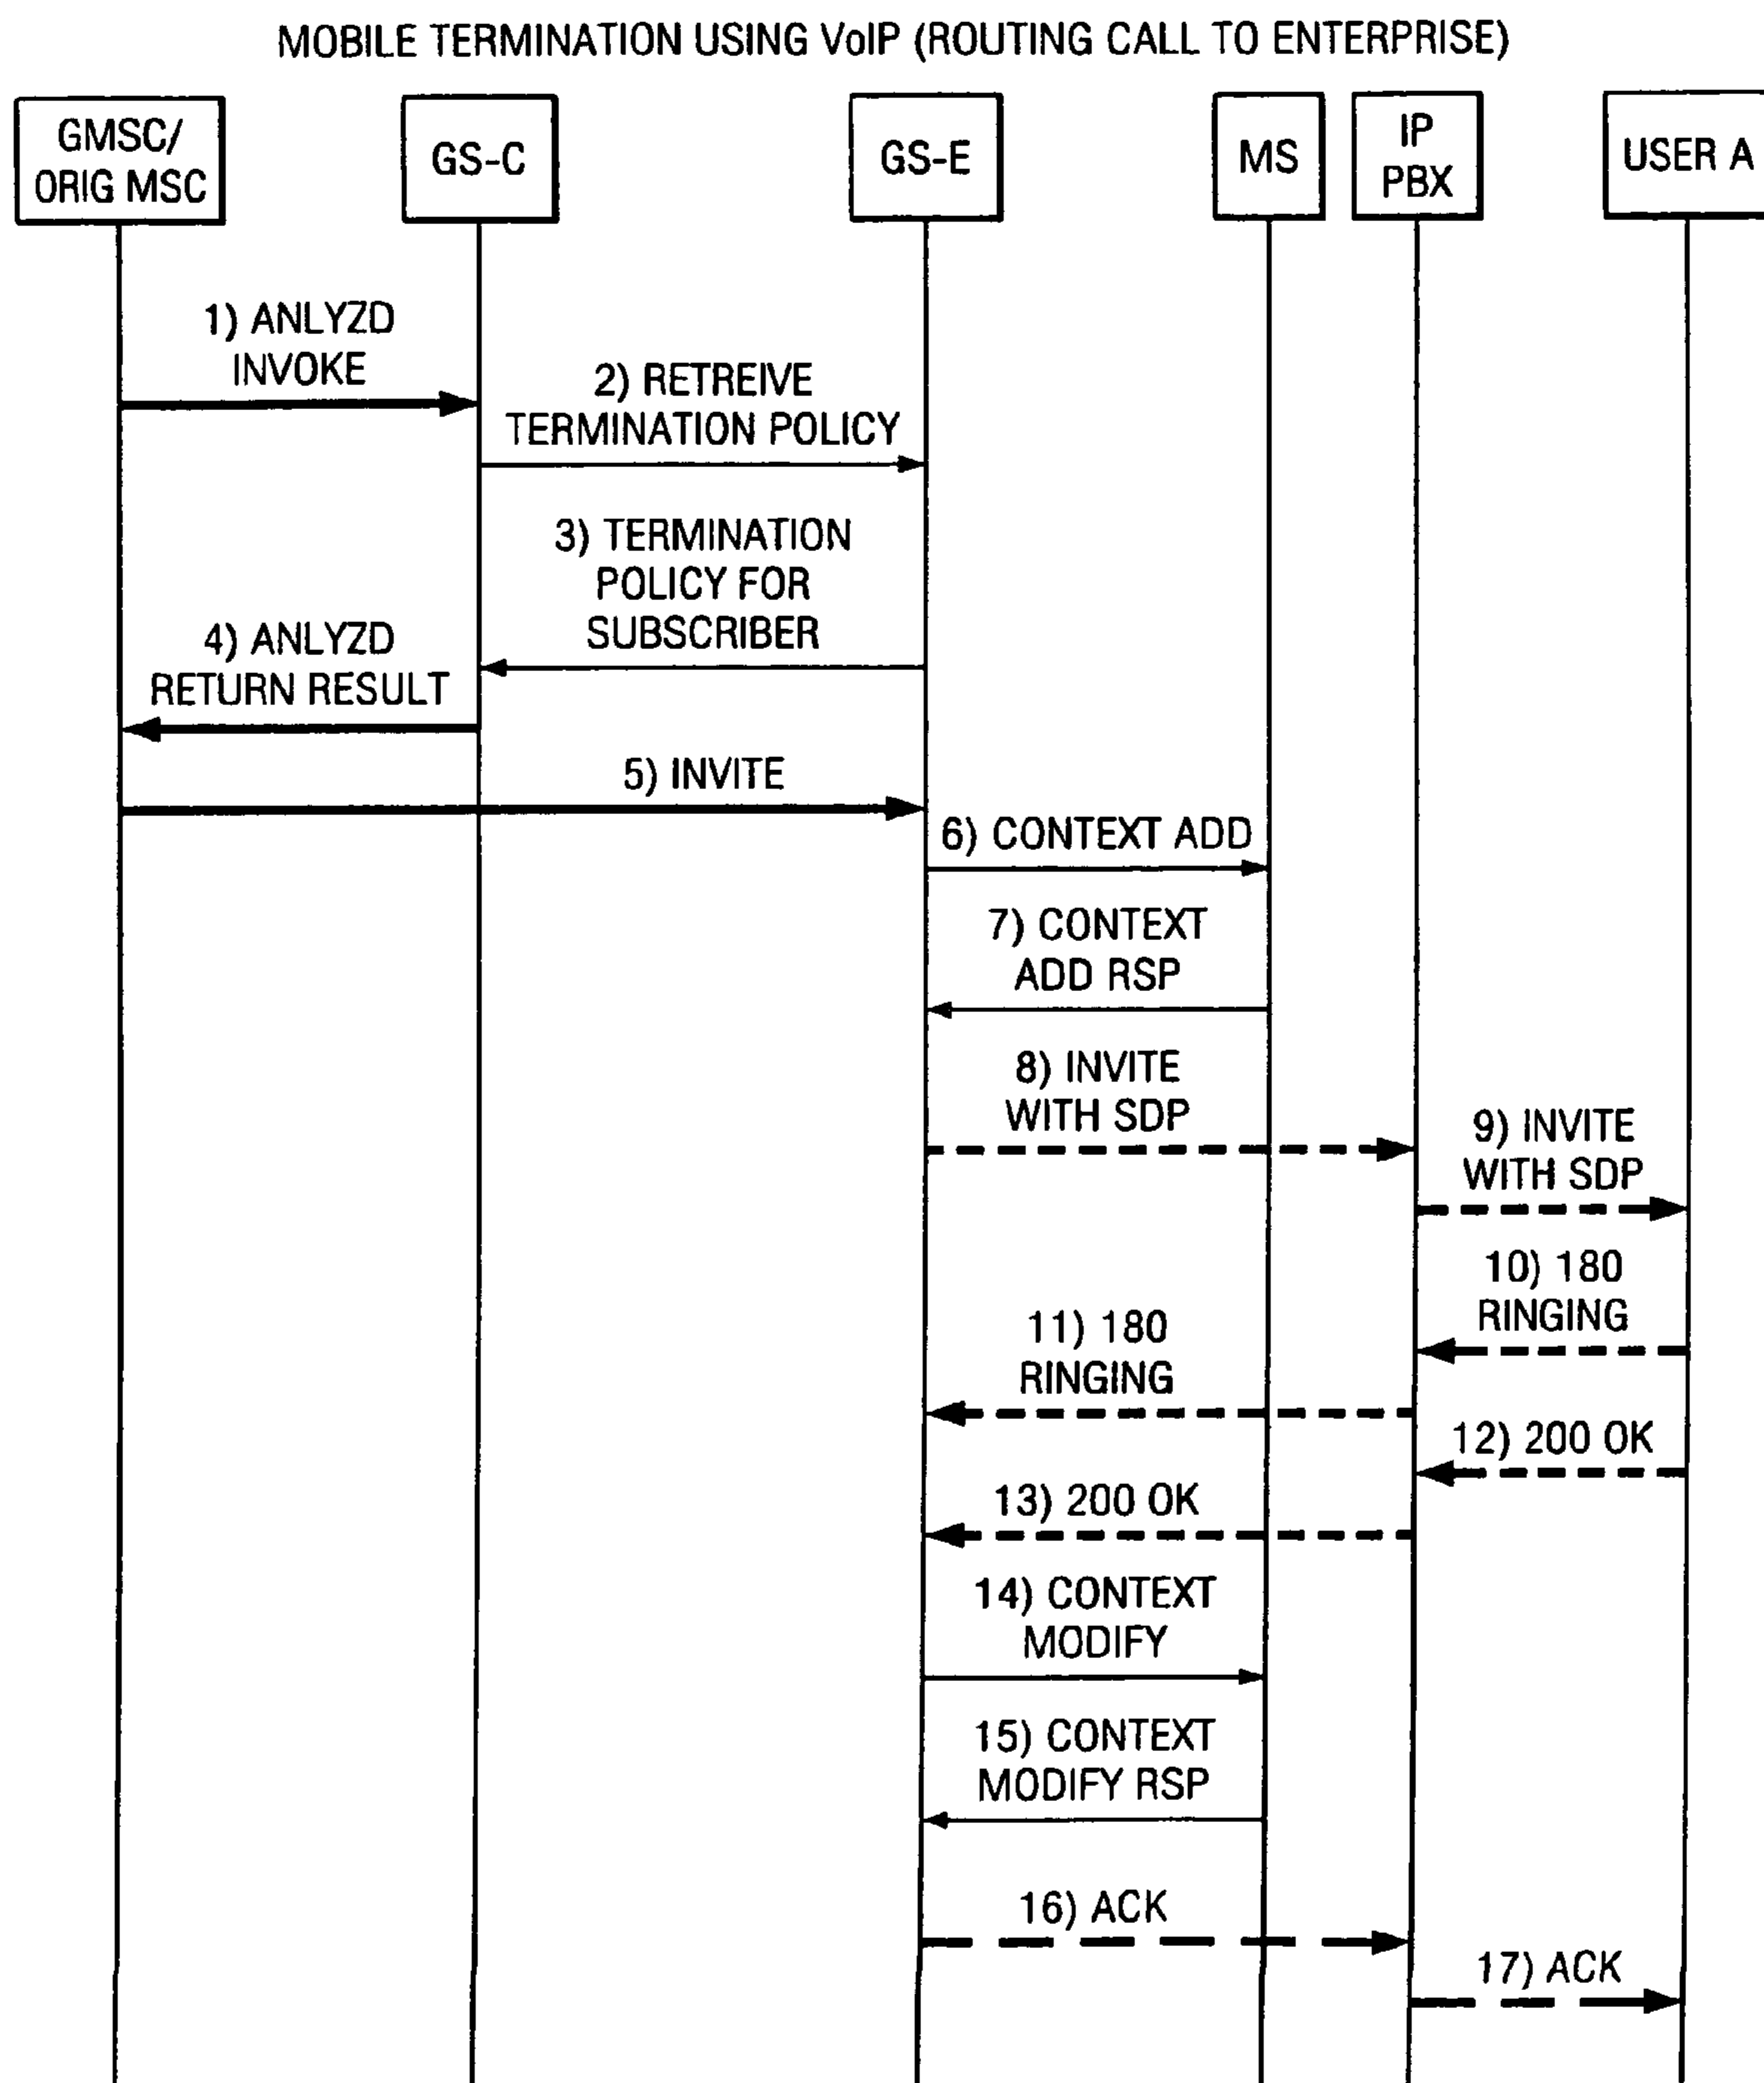 MOBILE TERMINATION USING VoIP (ROUTING CALL TO ENTERPRISE)
GMSC/
ORIG MSC
GS-C
GS-E
MS
IP
PBX
USER A
1) ANLYZD
INVOKE
2) RETREIVE
TERMINATION POLICY
3) TERMINATION
POLICY FOR
SUBSCRIBER
4) ANLYZD
RETURN RESULT
5) INVITE
6) CONTEXT ADD
7) CONTEXT
ADD RSP
8) INVITE
WITH SDP
9) INVITE
WITH SDP
10) 180
RINGING
11) 180
RINGING
12) 200 OK
13) 200 OK
14) CONTEXT
MODIFY
15) CONTEXT
MODIFY RSP
16) ACK
17) ACK